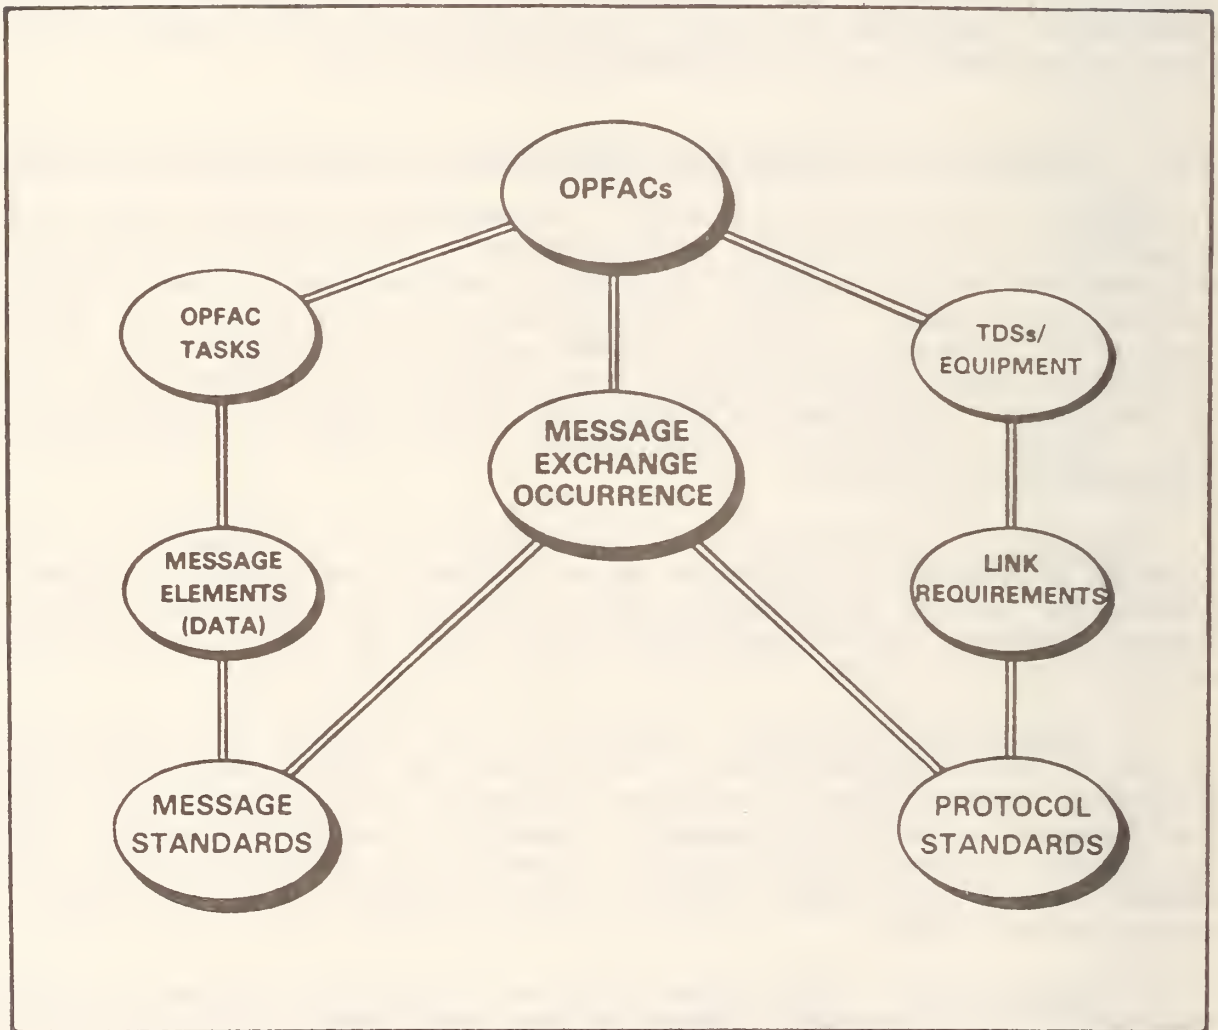 OPFACs
OPFAC
TASKS
TDSs/
EQUIPMENT
MESSAGE
EXCHANGE
OCCURRENCE
MESSAGE
ELEMENTS
(DATA)
LINK
REQUIREMENTS
MESSAGE
STANDARDS
PROTOCOL
STANDARDS